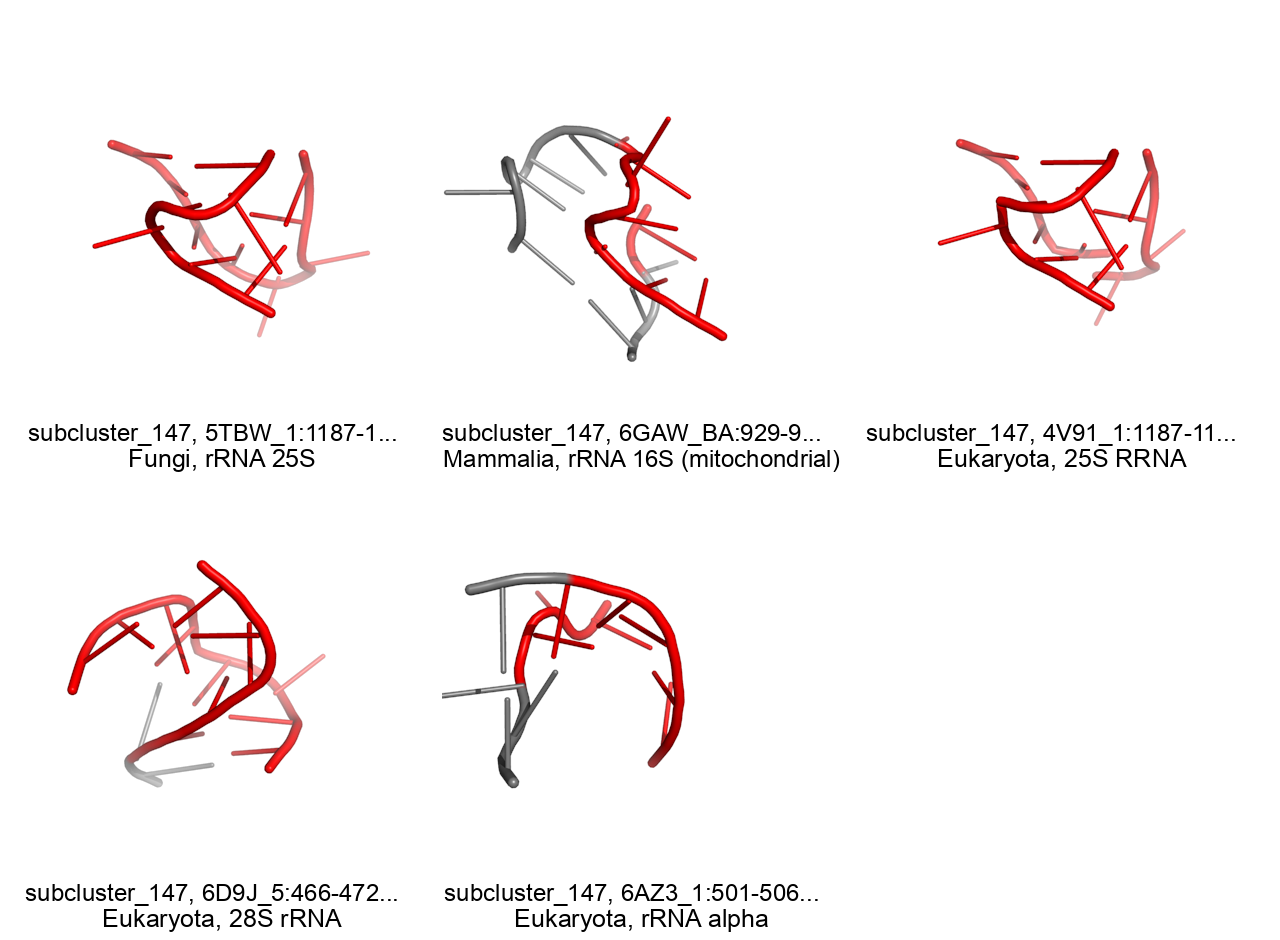 subcluster_147, 5TBW_1:1187-1...
Fungi, rRNA 25S
subcluster_147, 6GAW_BA:929-9...
Mammalia, rRNA 16S (mitochondrial)
subcluster_147, 4V91_1:1187-11...
Eukaryota, 25S RRNA
subcluster_147, 6D9J_5:466-472...
Eukaryota, 28S rRNA
subcluster_147, 6AZ3_1:501-506...
Eukaryota, rRNA alpha